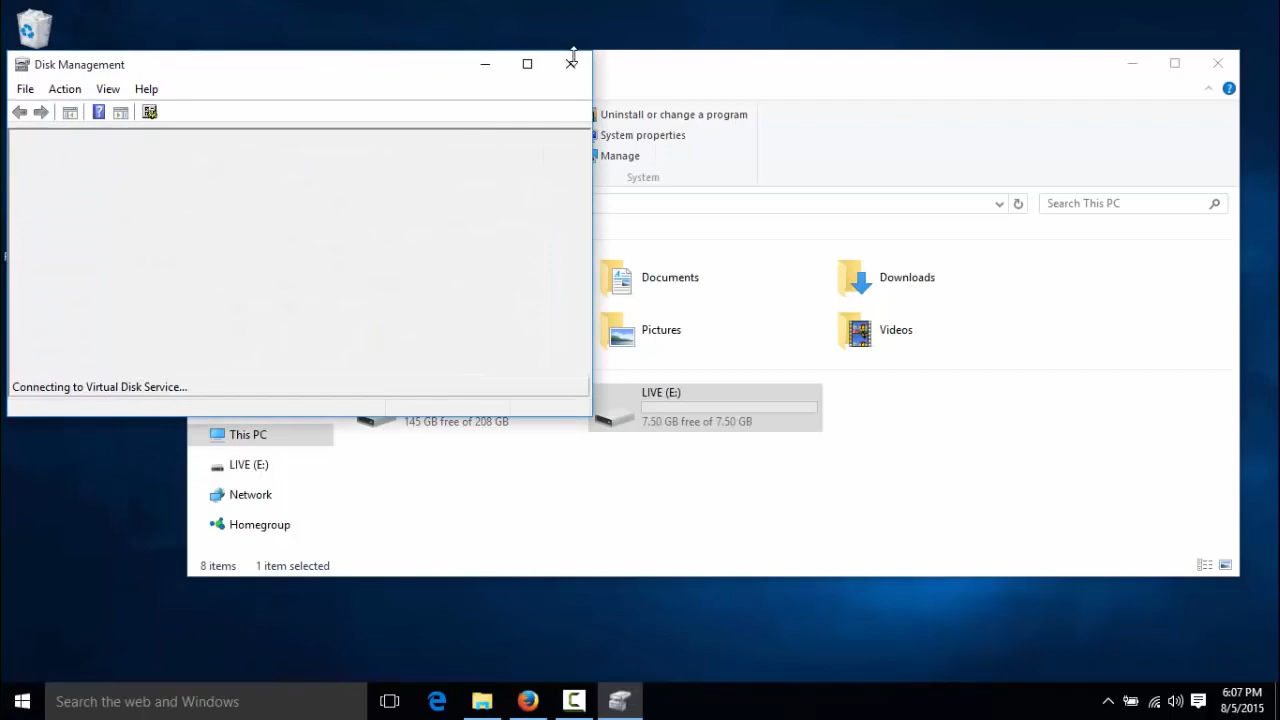 Disk Management
File Action View Help
Connecting to Virtual Disk Service...
Uninstall or change a program
System properties
Manage
System
Search This PC
Documents
Downloads
Pictures
Videos
145 GB free of 208 GB
LIVE (E:)
7.50 GB free of 7.50 GB
This PC
LIVE (E:)
Network
Homegroup
8 items 1 item selected
Search the web and Windows
6:07 PM
8/5/2015